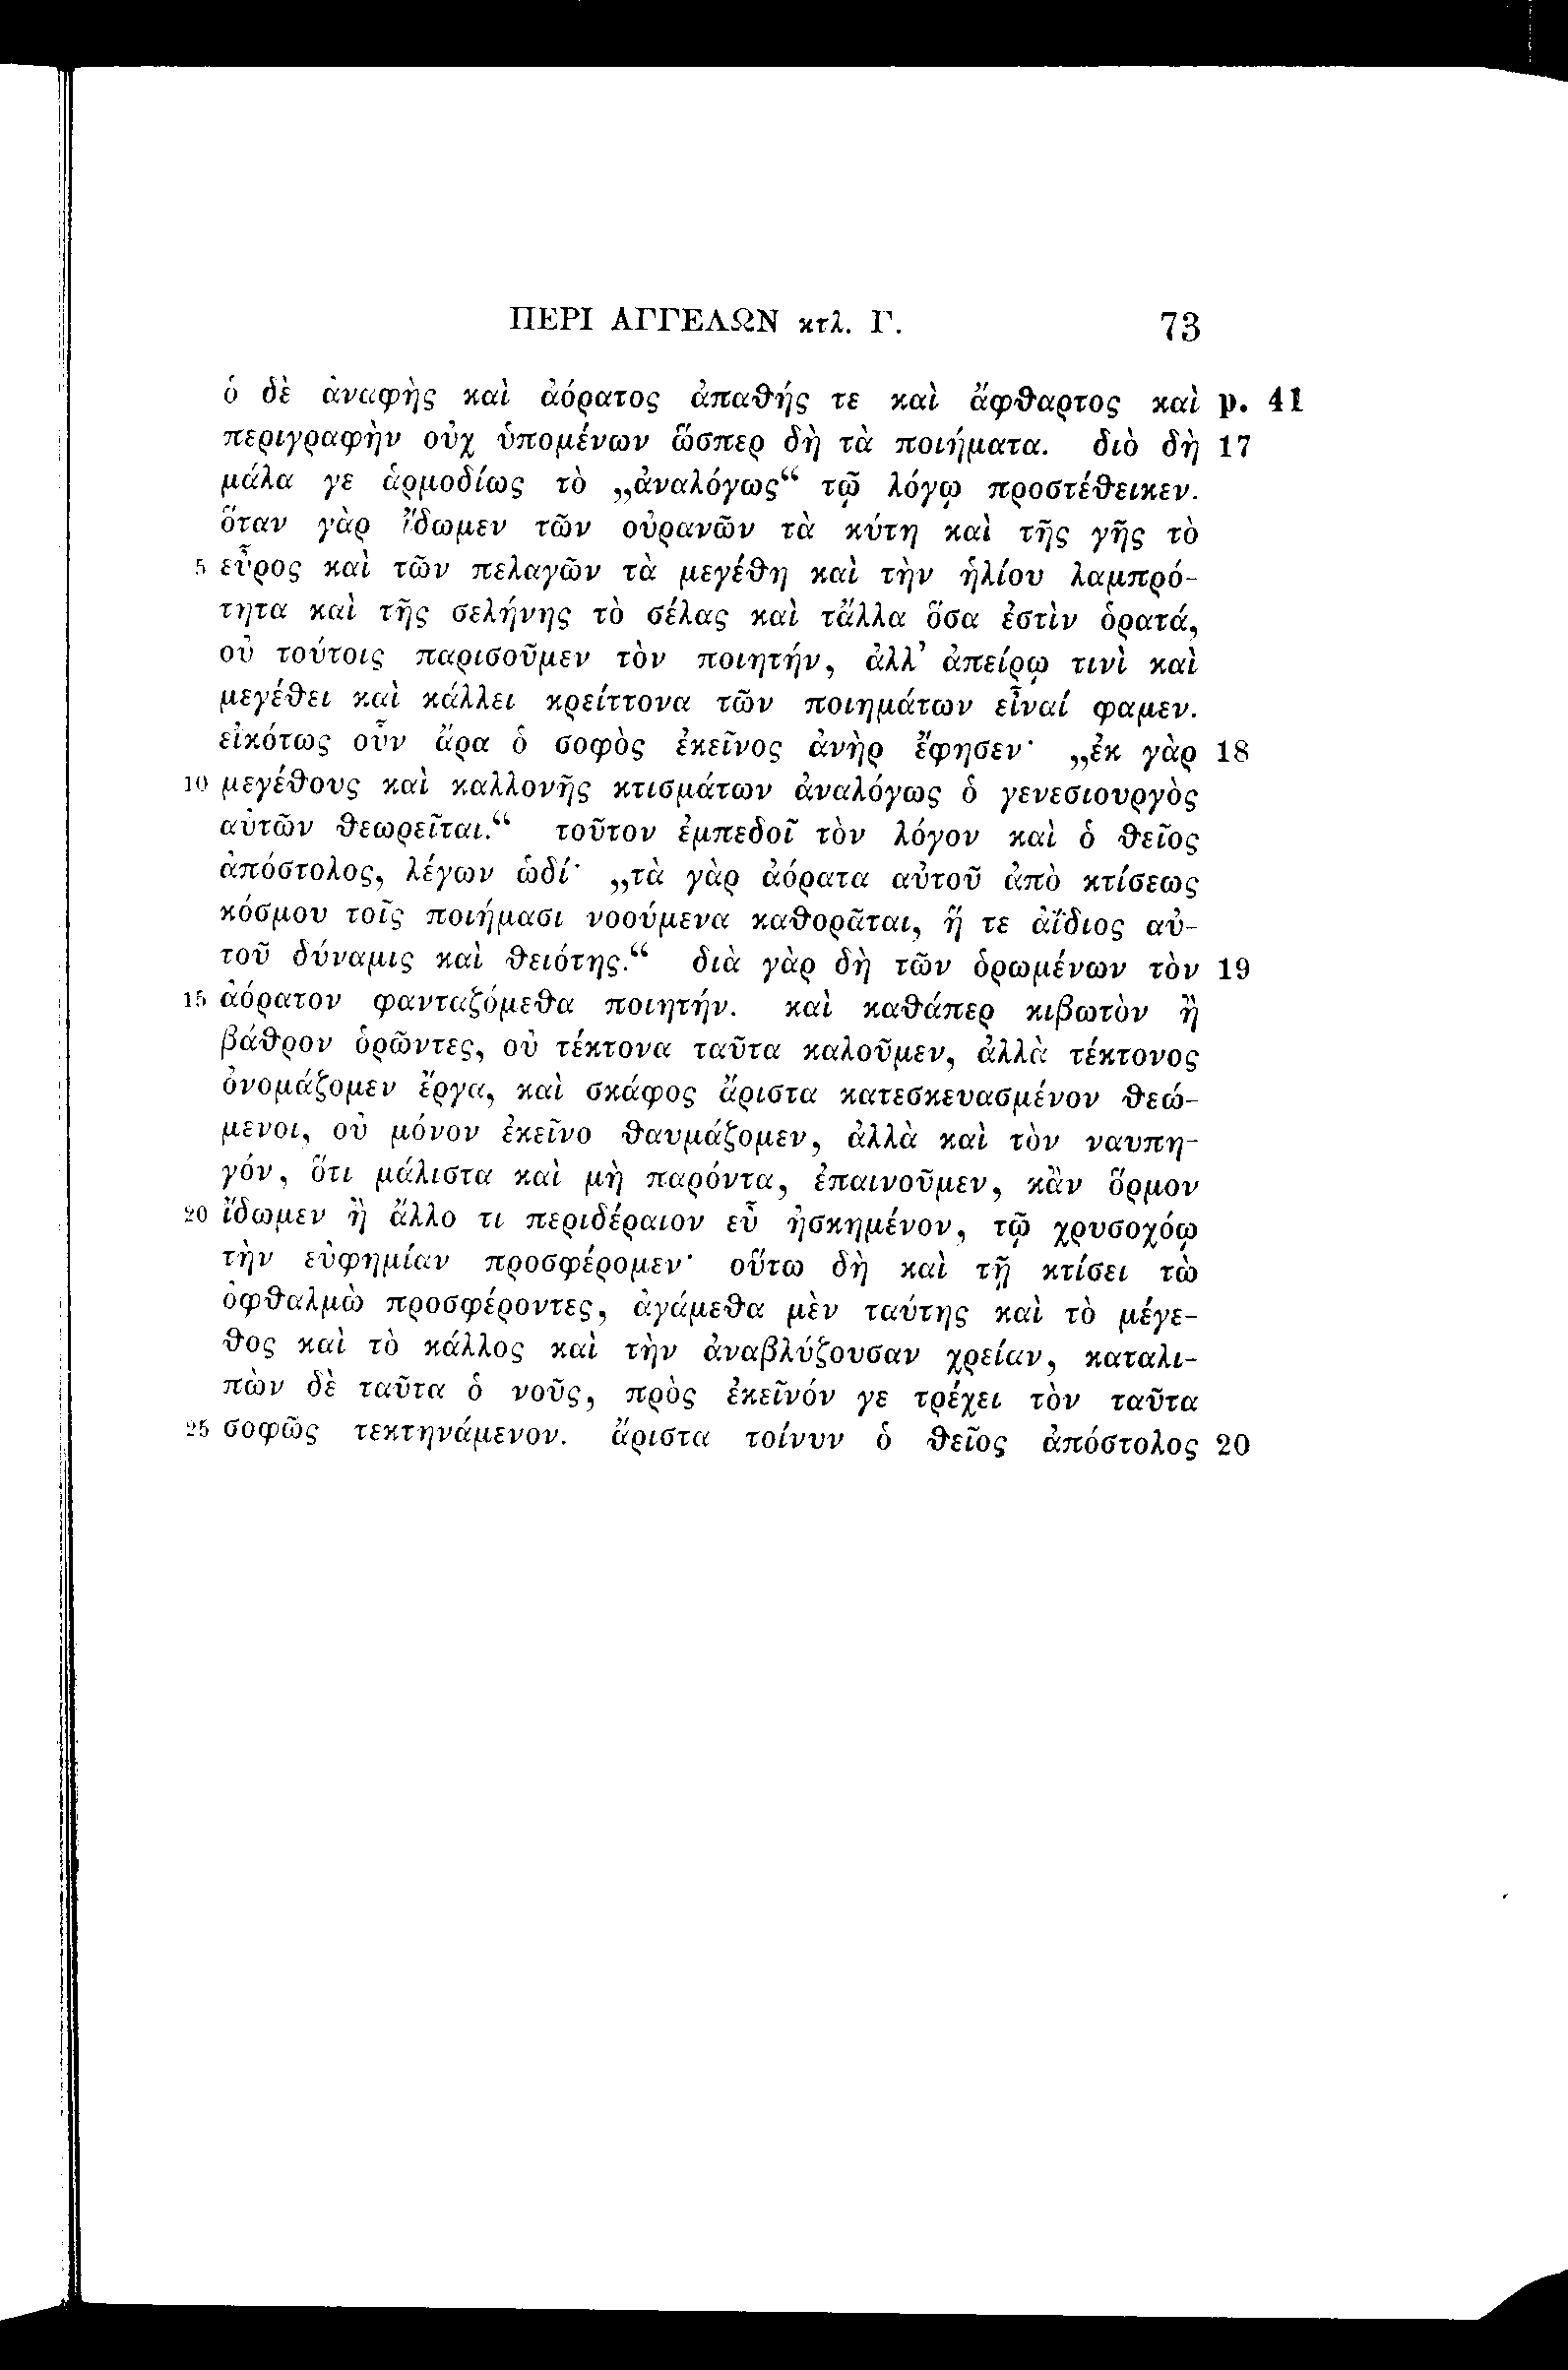 ΠΕΡΙ ΑΓΓΕΛΩΝ κτλ. Γ. 73
ὁ δὲ ἀναφὴς καὶ ἀόρατος ἀπαθής τε καὶ ἄφθαρτος καὶ p. 41
περιγραφὴν οὐχ ὑπομένων ὥσπερ δὴ τὰ ποιήματα. διὸ δὴ 17
μάλα γε ἁρμοδίως τὸ „ἀναλόγως“ τῷ λόγῳ προστέθεικεν.
ὅταν γὰρ ἴδωμεν τῶν οὐρανῶν τὰ κύτη καὶ τῆς γῆς τὸ
5 εὖρος καὶ τῶν πελαγῶν τὰ μεγέθη καὶ τὴν ἡλίου λαμπρό-
τητα καὶ τῆς σελήνης τὸ σέλας καὶ τἄλλα ὅσα ἐστὶν ὁρατά,
οὐ τούτοις παρισοῦμεν τὸν ποιητήν, ἀλλ’ ἀπείρῳ τινὶ καὶ
μεγέθει καὶ κάλλει κρείττονα τῶν ποιημάτων εἶναί φαμεν.
εἰκότως οὖν ἄρα ὁ σοφὸς ἐκεῖνος ἀνὴρ ἔφησεν· „ἐκ γὰρ 18
10 μεγέθους καὶ καλλονῆς κτισμάτων ἀναλόγως ὁ γενεσιουργὸς
αὐτῶν θεωρεῖται.“ τοῦτον ἐμπεδοῖ τὸν λόγον καὶ ὁ θεῖος
ἀπόστολος, λέγων ὡδί· „τὰ γὰρ ἀόρατα αὐτοῦ ἀπὸ κτίσεως
κόσμου τοῖς ποιήμασι νοούμενα καθορᾶται, ἥ τε ἀΐδιος αὐ-
τοῦ δύναμις καὶ θειότης.“ διὰ γὰρ δὴ τῶν ὁρωμένων τὸν 19
15 ἀόρατον φανταζόμεθα ποιητήν. καὶ καθάπερ κιβωτὸν ἢ
βάθρον ὁρῶντες, οὐ τέκτονα ταῦτα καλοῦμεν, ἀλλὰ τέκτονος
ὀνομάζομεν ἔργα, καὶ σκάφος ἄριστα κατεσκευασμένον θεώ-
μενοι, οὐ μόνον ἐκεῖνο θαυμάζομεν, ἀλλὰ καὶ τὸν ναυπη-
γόν, ὅτι μάλιστα καὶ μὴ παρόντα, ἐπαινοῦμεν, κἂν ὅρμον
20 ἴδωμεν ἢ ἄλλο τι περιδέραιον εὖ ἠσκημένον, τῷ χρυσοχόῳ
τὴν εὐφημίαν προσφέρομεν· οὕτω δὴ καὶ τῇ κτίσει τὼ
ὀφθαλμὼ προσφέροντες, ἀγάμεθα μὲν ταύτης καὶ τὸ μέγε-
θος καὶ τὸ κάλλος καὶ τὴν ἀναβλύζουσαν χρείαν, καταλι-
πὼν δὲ ταῦτα ὁ νοῦς, πρὸς ἐκεῖνόν γε τρέχει τὸν ταῦτα
25 σοφῶς τεκτηνάμενον. ἄριστα τοίνυν ὁ θεῖος ἀπόστολος 20